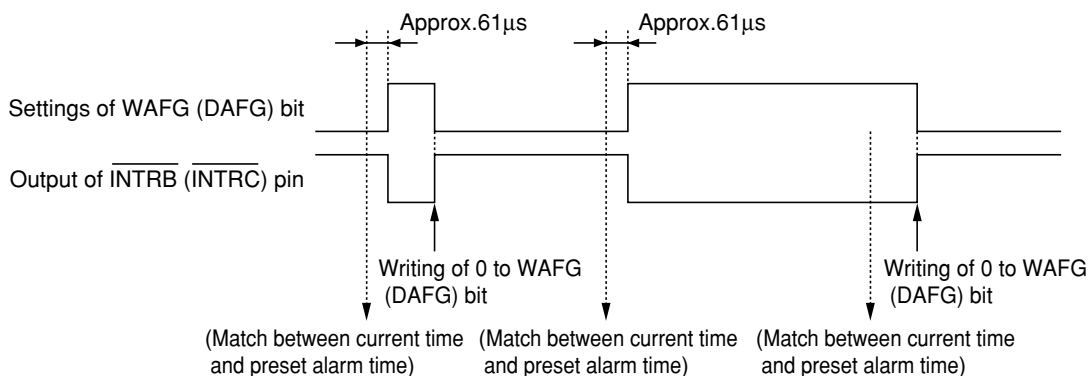 Approx.61μs
Approx.61μs
Settings of WAFG (DAFG) bit
Output of INTRB (INTRC) pin
Writing of 0 to WAFG
(DAFG) bit
Writing of 0 to WAFG
(DAFG) bit
(Match between current time
and preset alarm time)
(Match between current time
and preset alarm time)
(Match between current time
and preset alarm time)